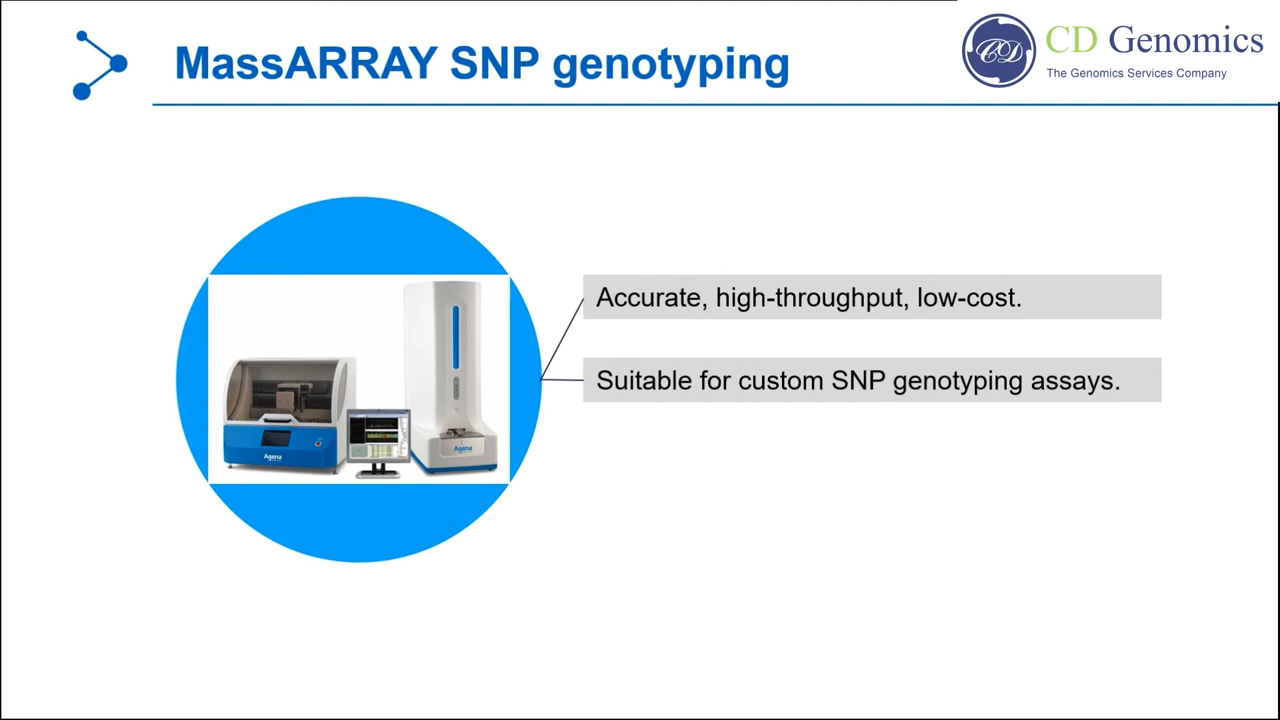 MassARRAY SNP genotyping
CD Genomics
The Genomics Services Company
Accurate, high-throughput, low-cost.
Suitable for custom SNP genotyping assays.
Agena
Agena